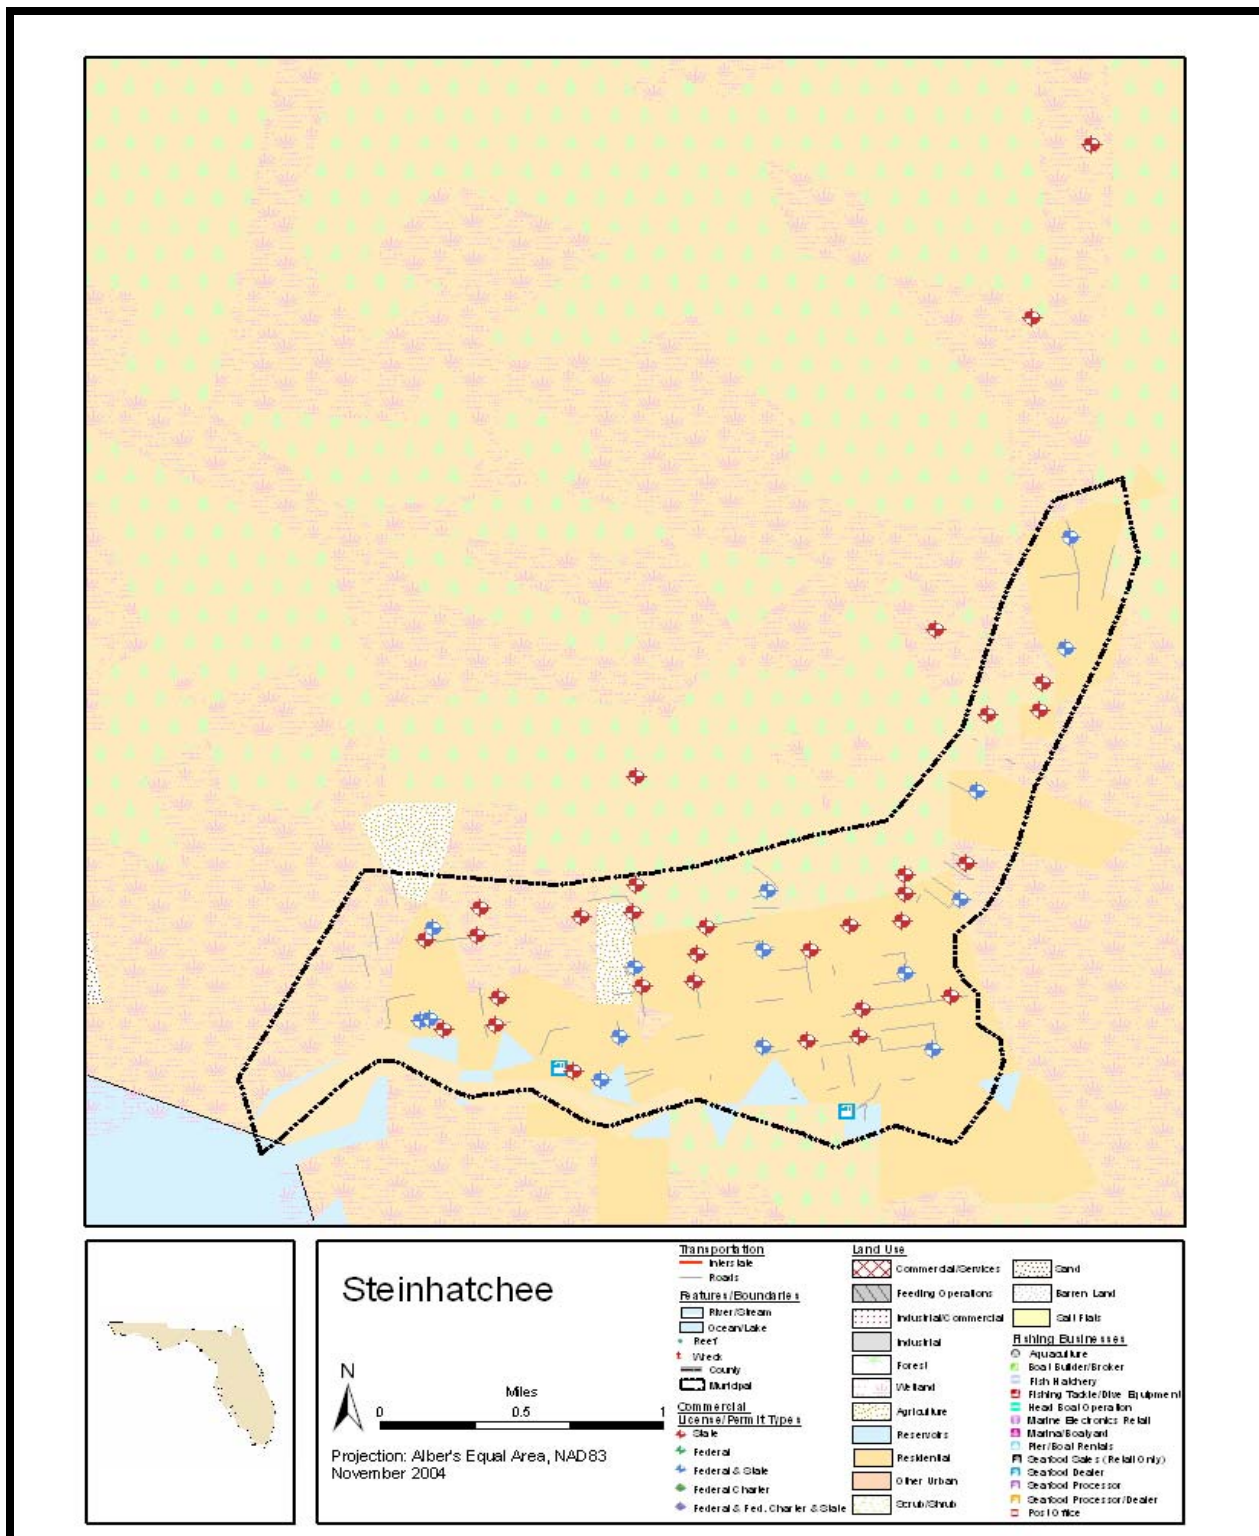 Steinhatchee
N
Miles
0 0.5 1
Projection: Alber's Equal Area, NAD83
November 2004
Transportation
Interstate
Roads
Features/Boundaries
River/Stream
Ocean/Lake
Reef
Wreck
County
Municipal
Commercial
License/Permit Types
State
Federal
Federal & State
Federal Charter
Federal & Fed. Charter & State
Land Use
Commercial/Services
Feeding Operations
Industrial/Commercial
Industrial
Forest
Wetland
Agriculture
Reservoirs
Residential
Other Urban
Scrub/Shrub
Sand
Barren Land
Salt Flats
Fishing Businesses
Aquaculture
Boat Builder/Broker
Fish Hatchery
Fishing Tackle/Dive Equipment
Head Boat Operation
Marine Electronics Retail
Marina/Boatyard
Pier/Boat Rentals
Seafood Sales (Retail Only)
Seafood Dealer
Seafood Processor
Seafood Processor/Dealer
Post Office